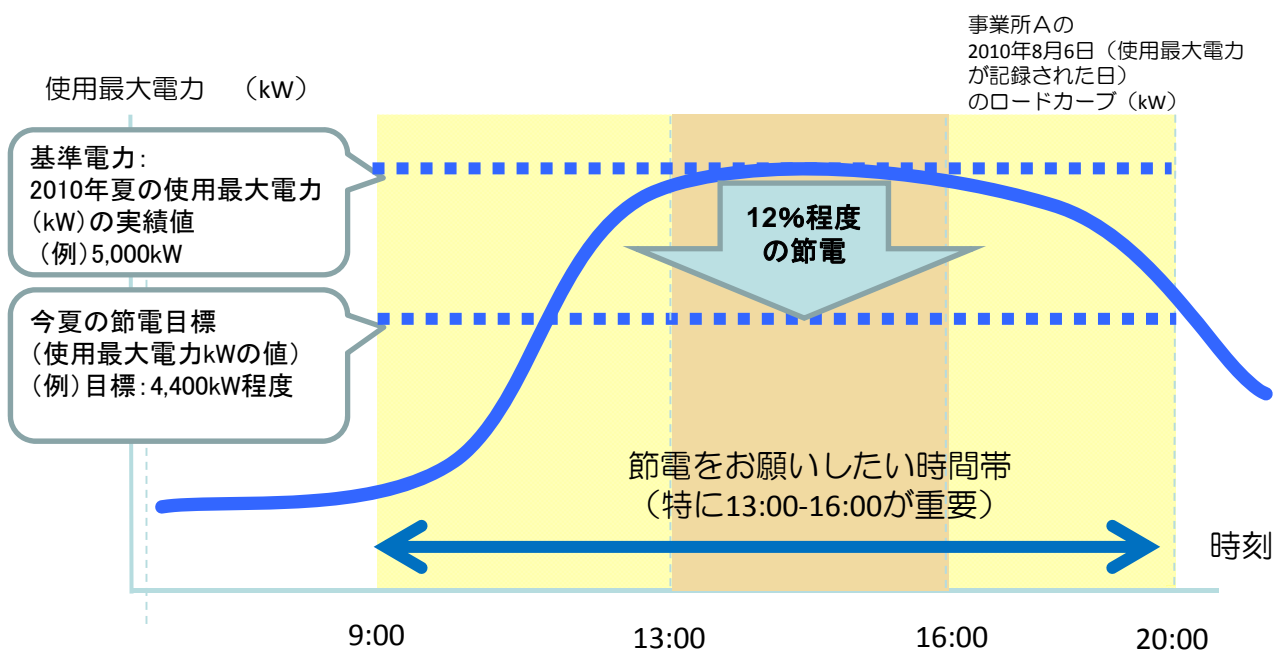 事業所Aの
2010年8月6日（使用最大電力
が記録された日）
のロードカーブ（kW）
使用最大電力　（kW）
基準電力：
2010年夏の使用最大電力
(kW)の実績値
（例）5,000kW
12%程度
の節電
今夏の節電目標
（使用最大電力kWの値）
（例）目標：4,400kW程度
節電をお願いしたい時間帯
（特に13:00-16:00が重要）
時刻
9:00
13:00
16:00
20:00